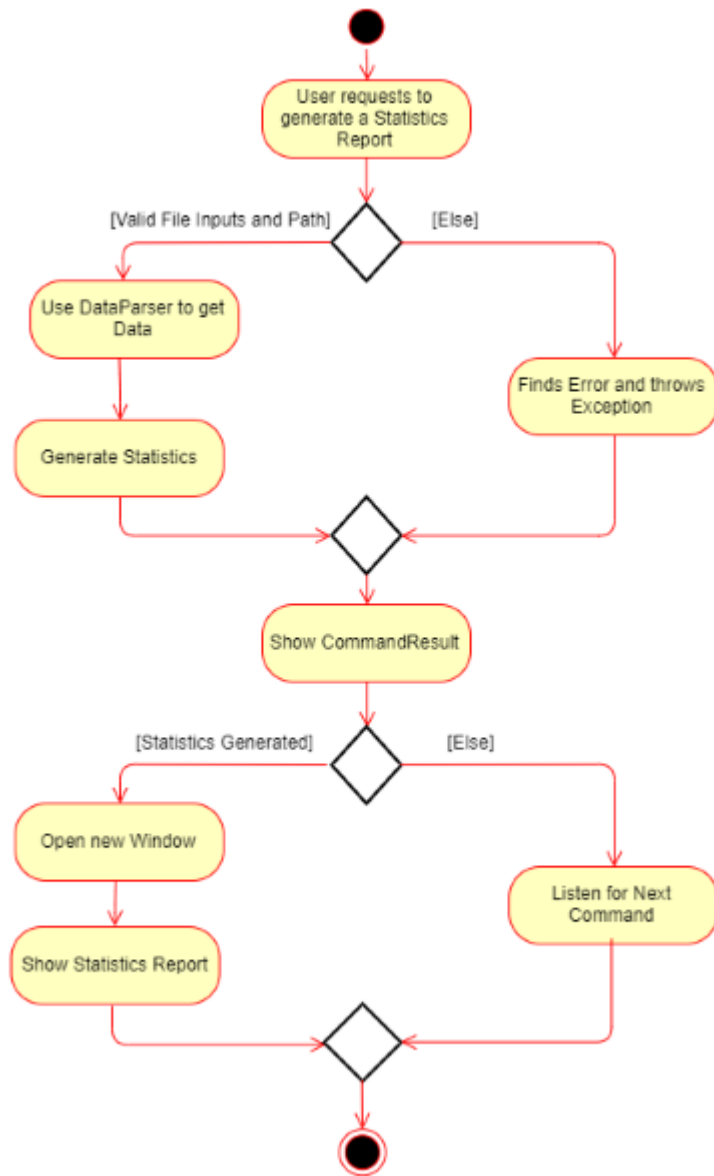 User requests to
generate a Statistics
Report
[Valid File Inputs and Path]
[Else]
Use DataParser to get
Data
Finds Error and throws
Exception
Generate Statistics
Show CommandResult
[Statistics Generated]
[Else]
Open new Window
Listen for Next
Command
Show Statistics Report